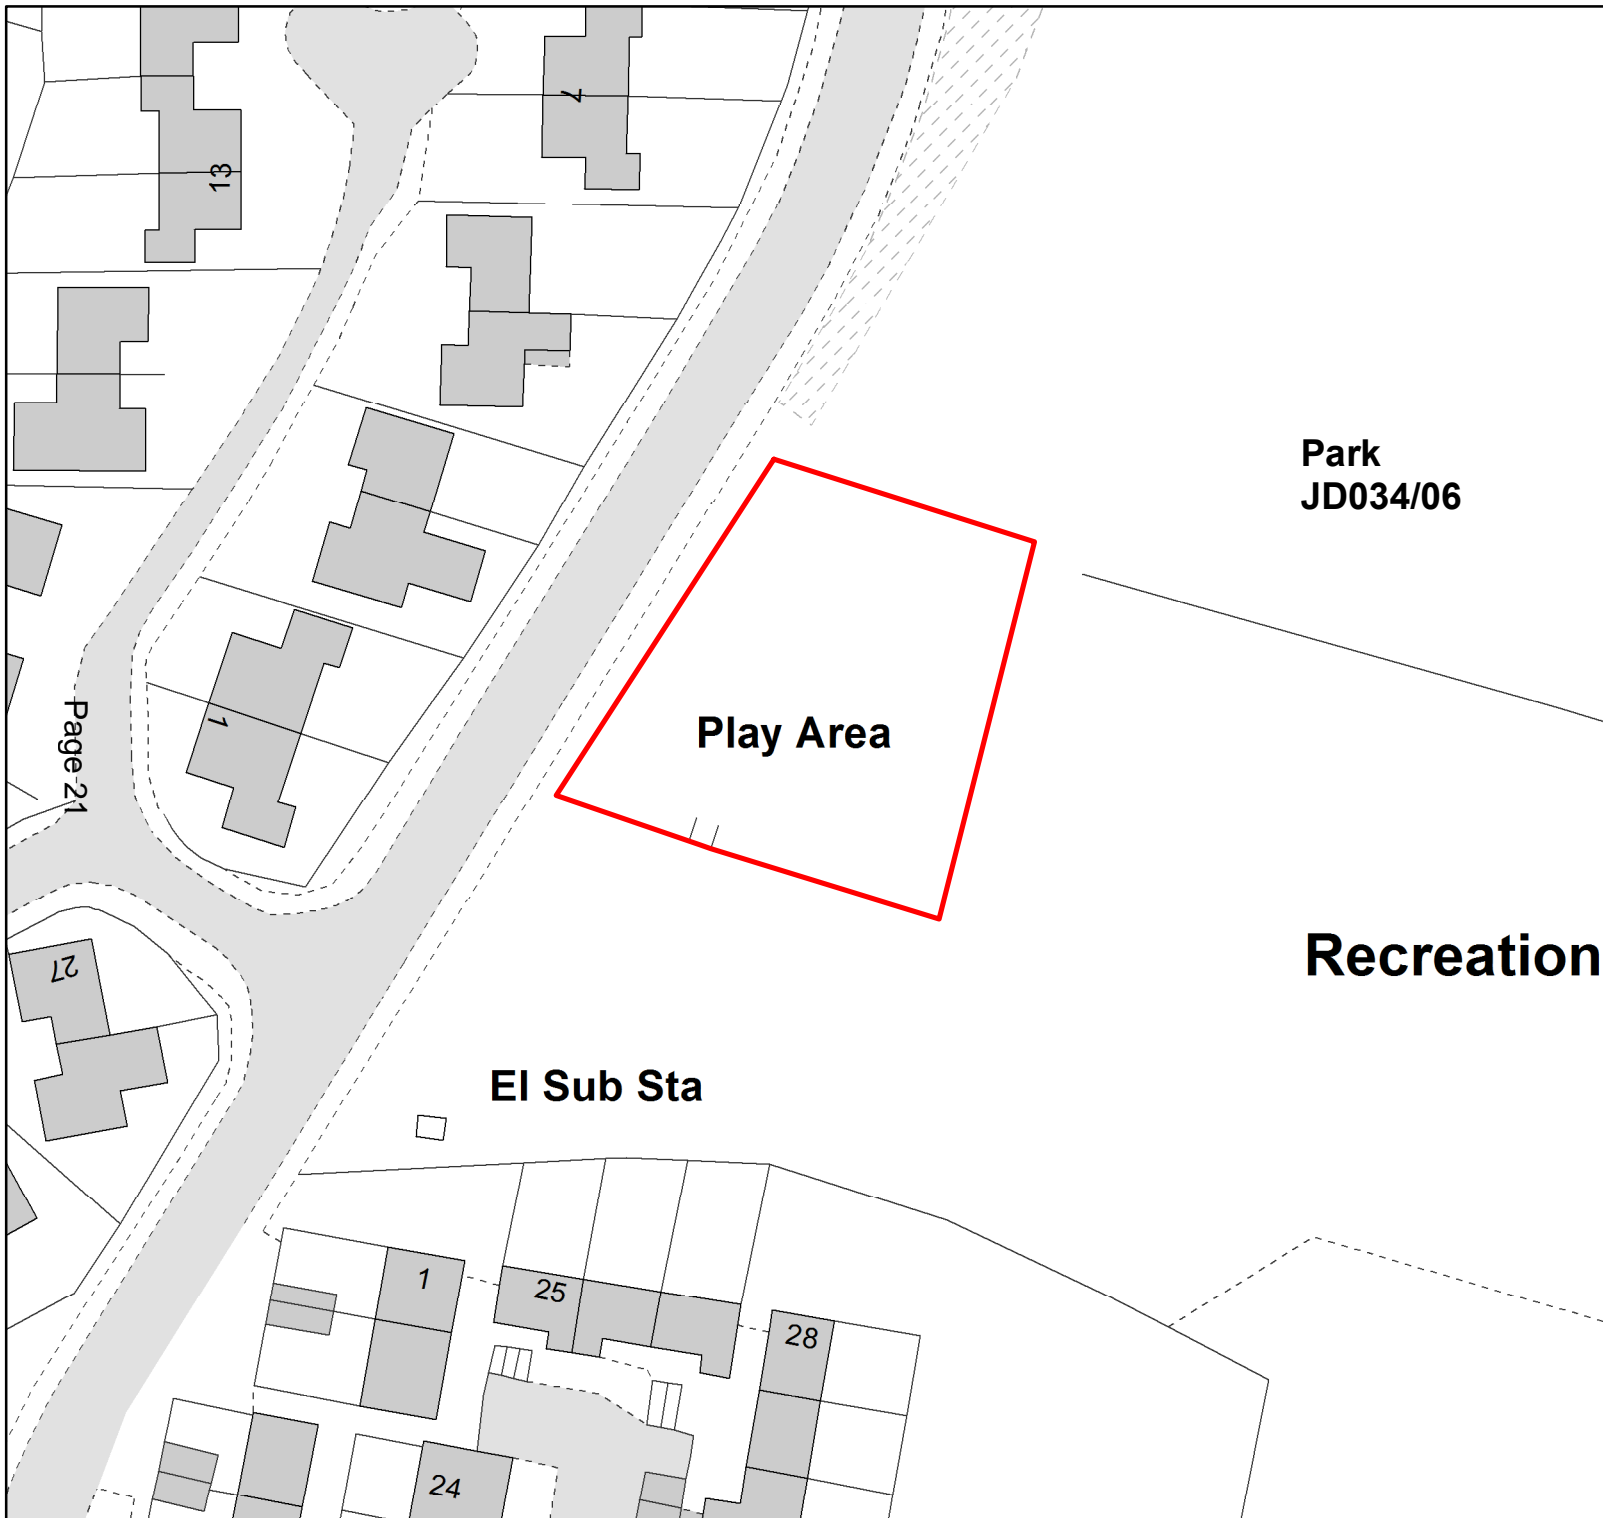 7
13
Park
JD034/06
1
Page 21
Play Area
Recreation
27
El Sub Sta
1
25
28
24